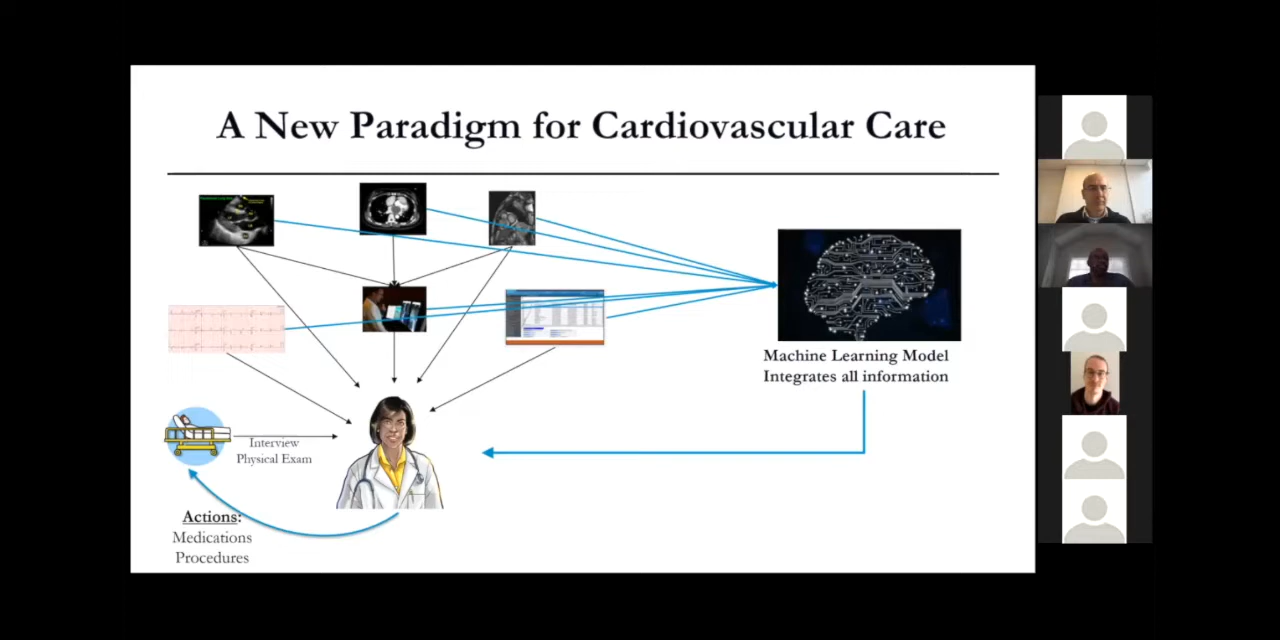 A New Paradigm for Cardiovascular Care
Machine Learning Model
Integrates all information
Interview
Physical Exam
Actions:
Medications
Procedures